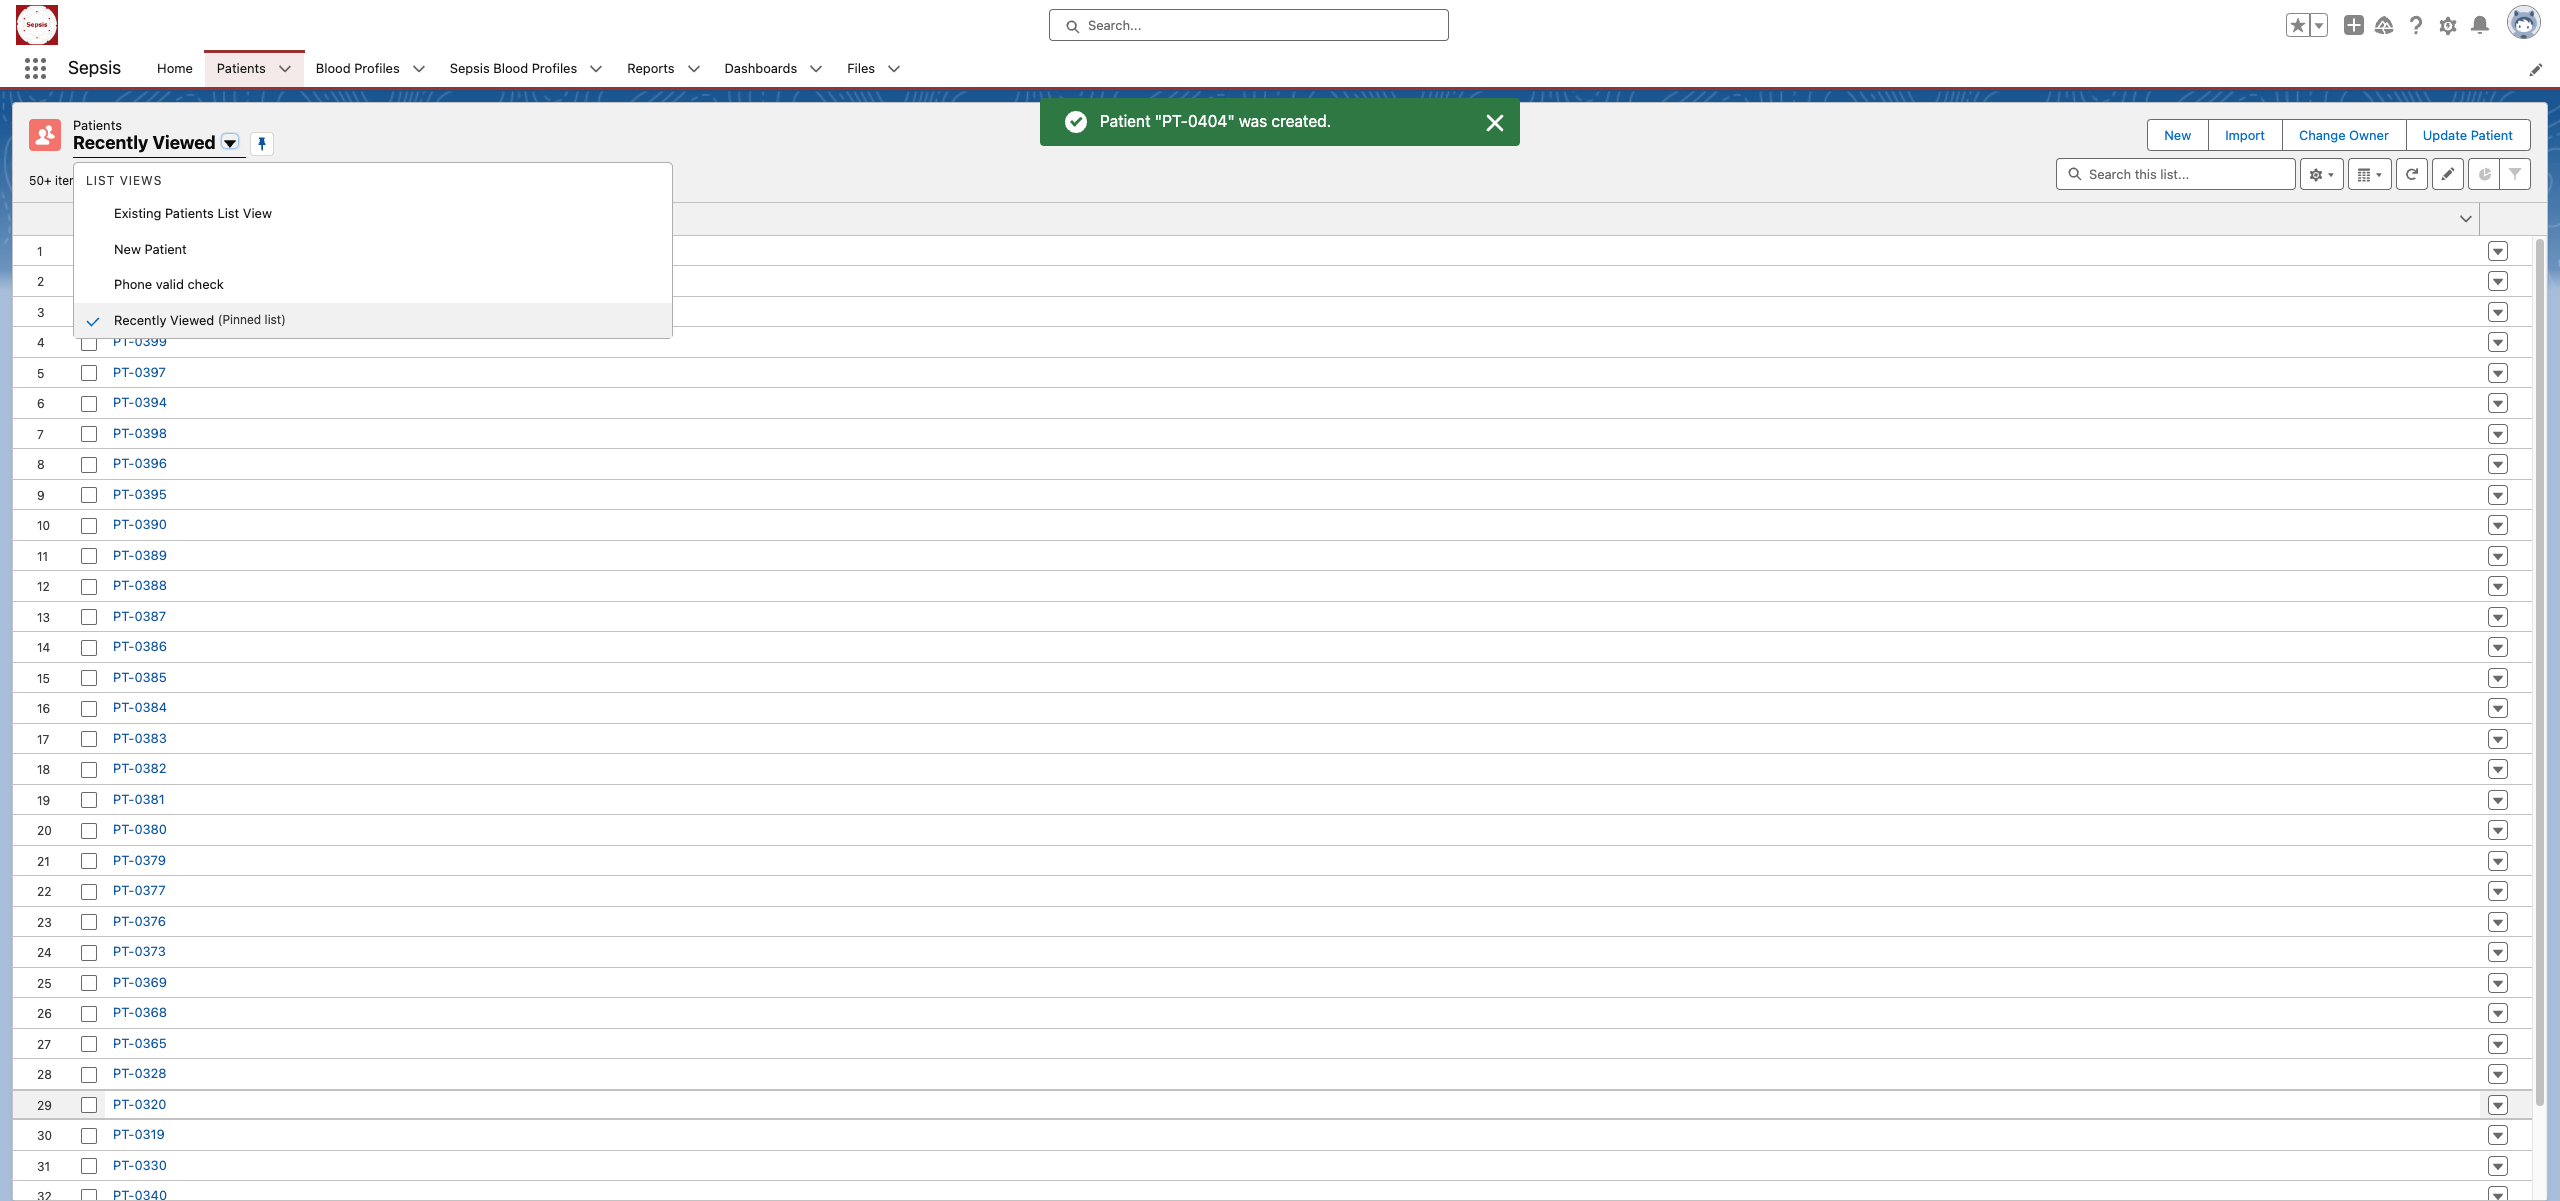 Sepsis
Search...
Sepsis
Home
Patients
Blood Profiles
Sepsis Blood Profiles
Reports
Dashboards
Files
Patient "PT-0404" was created.
Patients
Recently Viewed
New
Import
Change Owner
Update Patient
50+ iter
Search this list...
LIST VIEWS
Existing Patients List View
New Patient
Phone valid check
Recently Viewed (Pinned list)
1
2
3
4 PT-0399
5 PT-0397
6 PT-0394
7 PT-0398
8 PT-0396
9 PT-0395
10 PT-0390
11 PT-0389
12 PT-0388
13 PT-0387
14 PT-0386
15 PT-0385
16 PT-0384
17 PT-0383
18 PT-0382
19 PT-0381
20 PT-0380
21 PT-0379
22 PT-0377
23 PT-0376
24 PT-0373
25 PT-0369
26 PT-0368
27 PT-0365
28 PT-0328
29 PT-0320
30 PT-0319
31 PT-0330
32 PT-0340